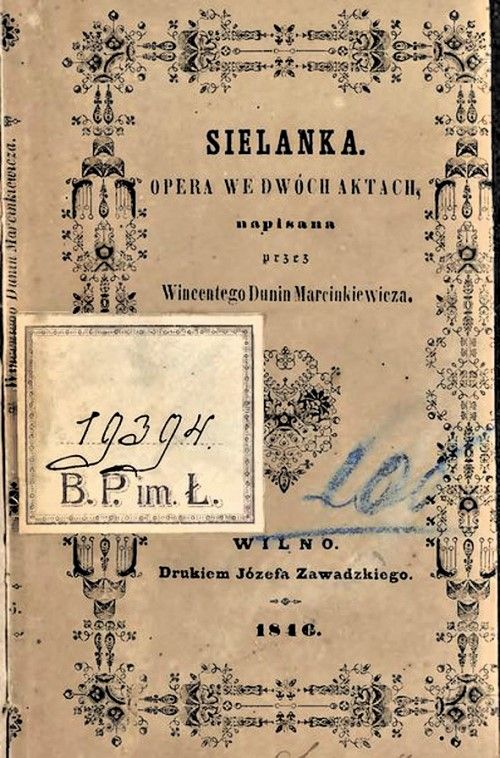 SIELANKA.
OPERA WE DWÓCH AKTACH,
napisana
przez
Wincentego Dunin Marcinkiewicza.
19394.
B. P. im. Ł.
WILNO.
Drukiem Józefa Zawadzkiego.
1846.
Wincentego Dunin Marcinkiewicza.